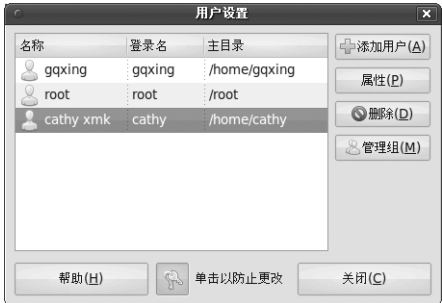 用户设置
名称 登录名 主目录
gqxing gqxing /home/gqxing
root root /root
cathy xmk cathy /home/cathy
添加用户(A)
属性(P)
删除(D)
管理组(M)
帮助(H) 单击以防止更改 关闭(C)